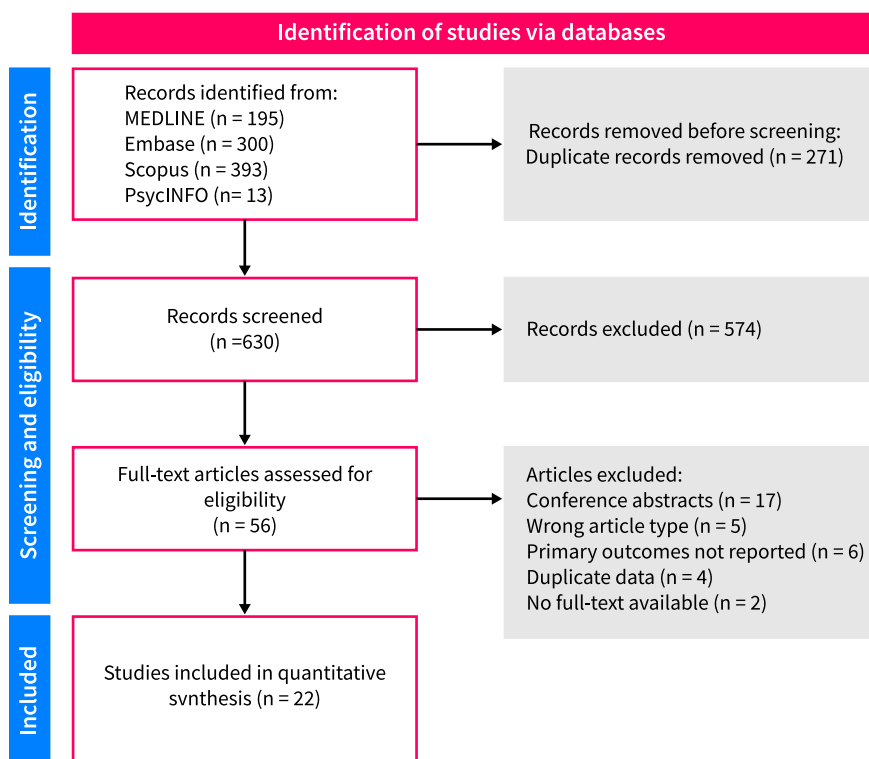 Identification of studies via databases
Identification
Records identified from:
MEDLINE (n = 195)
Embase (n = 300)
Scopus (n = 393)
PsycINFO (n= 13)
Records removed before screening:
Duplicate records removed (n = 271)
Screening and eligibility
Records screened
(n =630)
Records excluded (n = 574)
Full-text articles assessed for
eligibility
(n = 56)
Articles excluded:
Conference abstracts (n = 17)
Wrong article type (n = 5)
Primary outcomes not reported (n = 6)
Duplicate data (n = 4)
No full-text available (n = 2)
Included
Studies included in quantitative
synthesis (n = 22)